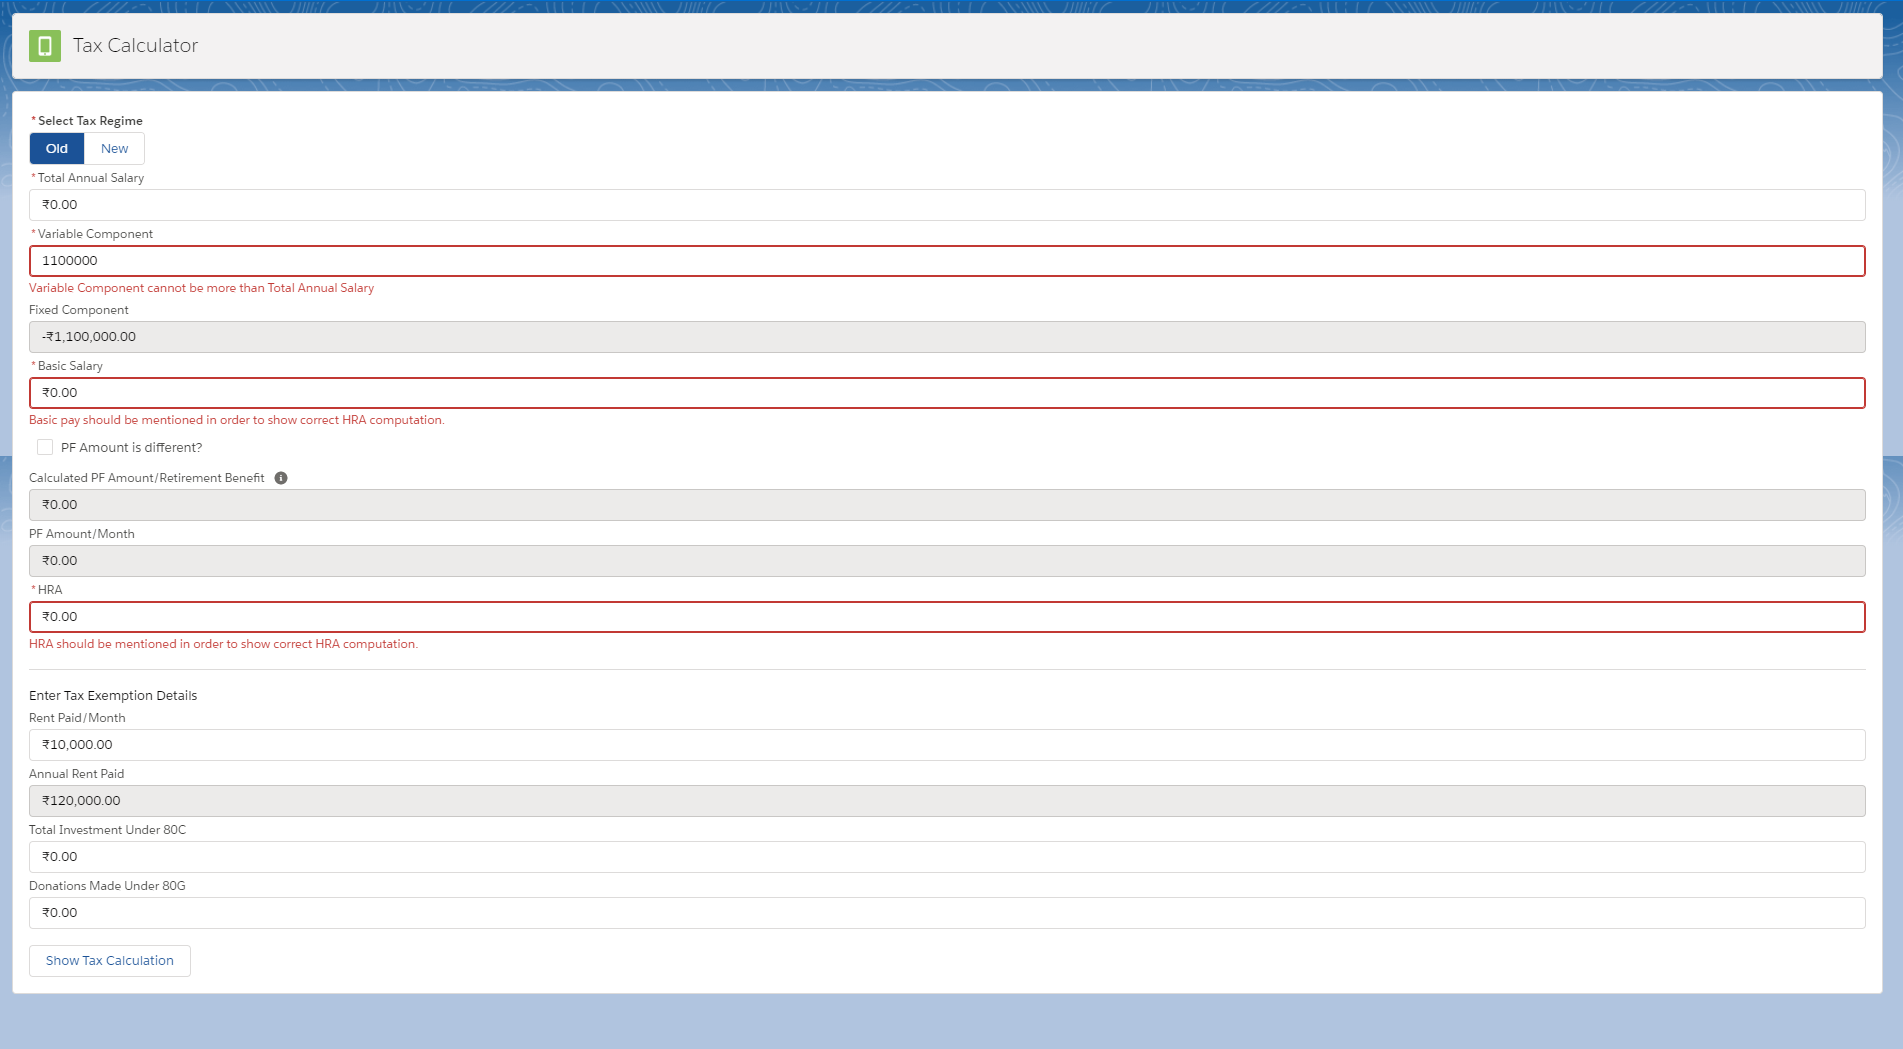 Tax Calculator
*Select Tax Regime
Old New
*Total Annual Salary
₹0.00
*Variable Component
1100000
Variable Component cannot be more than Total Annual Salary
Fixed Component
-₹1,100,000.00
*Basic Salary
₹0.00
Basic pay should be mentioned in order to show correct HRA computation.
PF Amount is different?
Calculated PF Amount/Retirement Benefit
₹0.00
PF Amount/Month
₹0.00
*HRA
₹0.00
HRA should be mentioned in order to show correct HRA computation.
Enter Tax Exemption Details
Rent Paid/Month
₹10,000.00
Annual Rent Paid
₹120,000.00
Total Investment Under 80C
₹0.00
Donations Made Under 80G
₹0.00
Show Tax Calculation